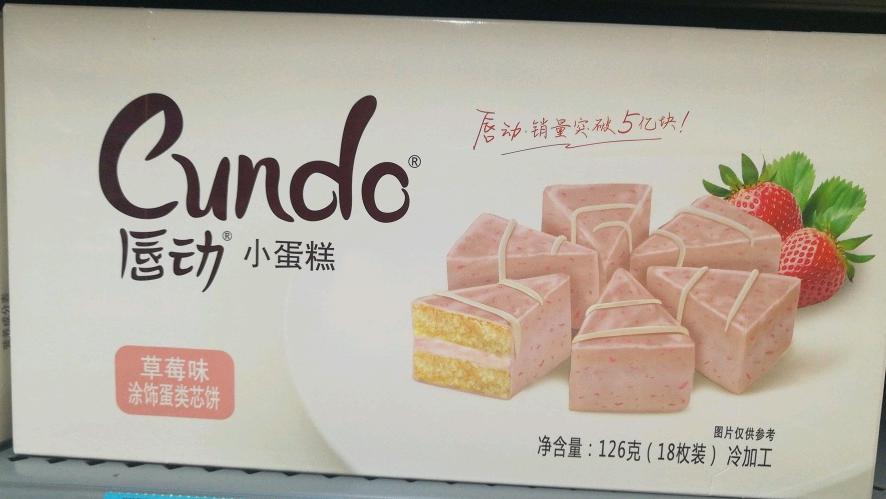 Cundo®
唇动® 小蛋糕
唇动·销量突破5亿块!
草莓味
涂饰蛋类芯饼
图片仅供参考
净含量：126克（18枚装） 冷加工